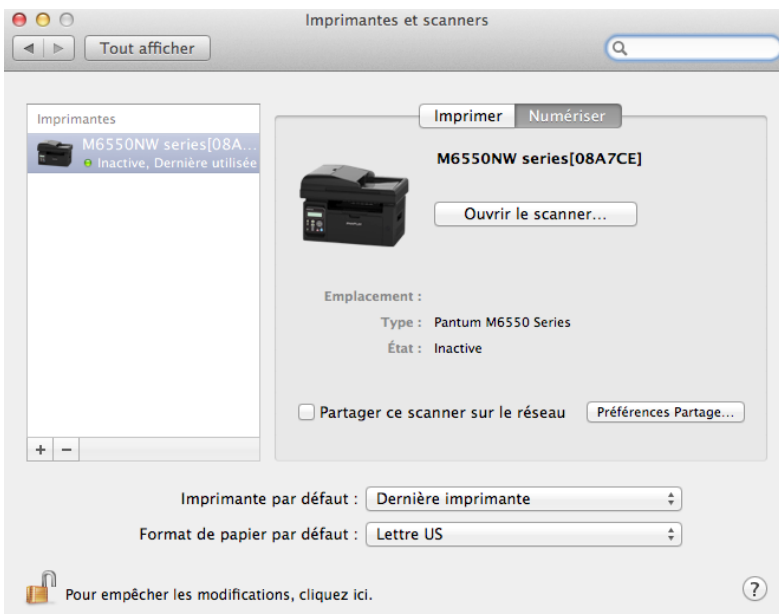 Imprimantes et scanners
Tout afficher
Imprimantes
M6550NW series[08A...
Inactive, Dernière utilisée
Imprimer Numériser
M6550NW series[08A7CE]
Ouvrir le scanner...
Emplacement :
Type : Pantum M6550 Series
État : Inactive
Partager ce scanner sur le réseau Préférences Partage...
+ −
Imprimante par défaut : Dernière imprimante
Format de papier par défaut : Lettre US
Pour empêcher les modifications, cliquez ici. ?